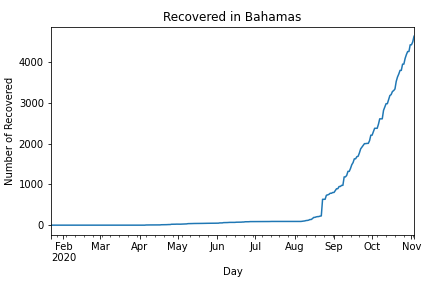 Recovered in Bahamas
Number of Recovered
4000
3000
2000
1000
0
Feb Mar Apr May Jun Jul Aug Sep Oct Nov
2020
Day